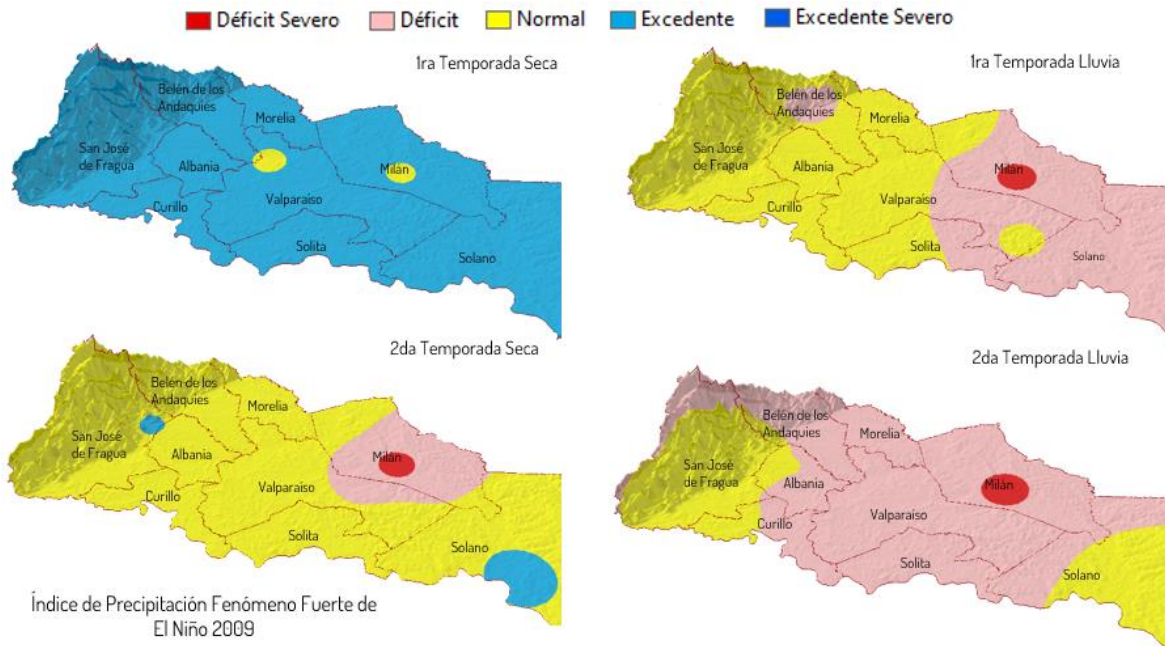 Déficit Severo Déficit Normal Excedente Excedente Severo
1ra Temporada Seca
Belén de los
Andaquies
Morelia
San José
de Fragua
Albania
Milán
Curillo
Valparaiso
Solita
Solano
1ra Temporada Lluvia
Belén de los
Andaquies
Morelia
San José
de Fragua
Albania
Milán
Curillo
Valparaiso
Solita
Solano
2da Temporada Seca
Belén de los
Andaquies
Morelia
San José
de Fragua
Albania
Milán
Curillo
Valparaiso
Solita
Solano
2da Temporada Lluvia
Belén de los
Andaquies
Morelia
San José
de Fragua
Albania
Milán
Curillo
Valparaiso
Solita
Solano
Índice de Precipitación Fenómeno Fuerte de
El Niño 2009